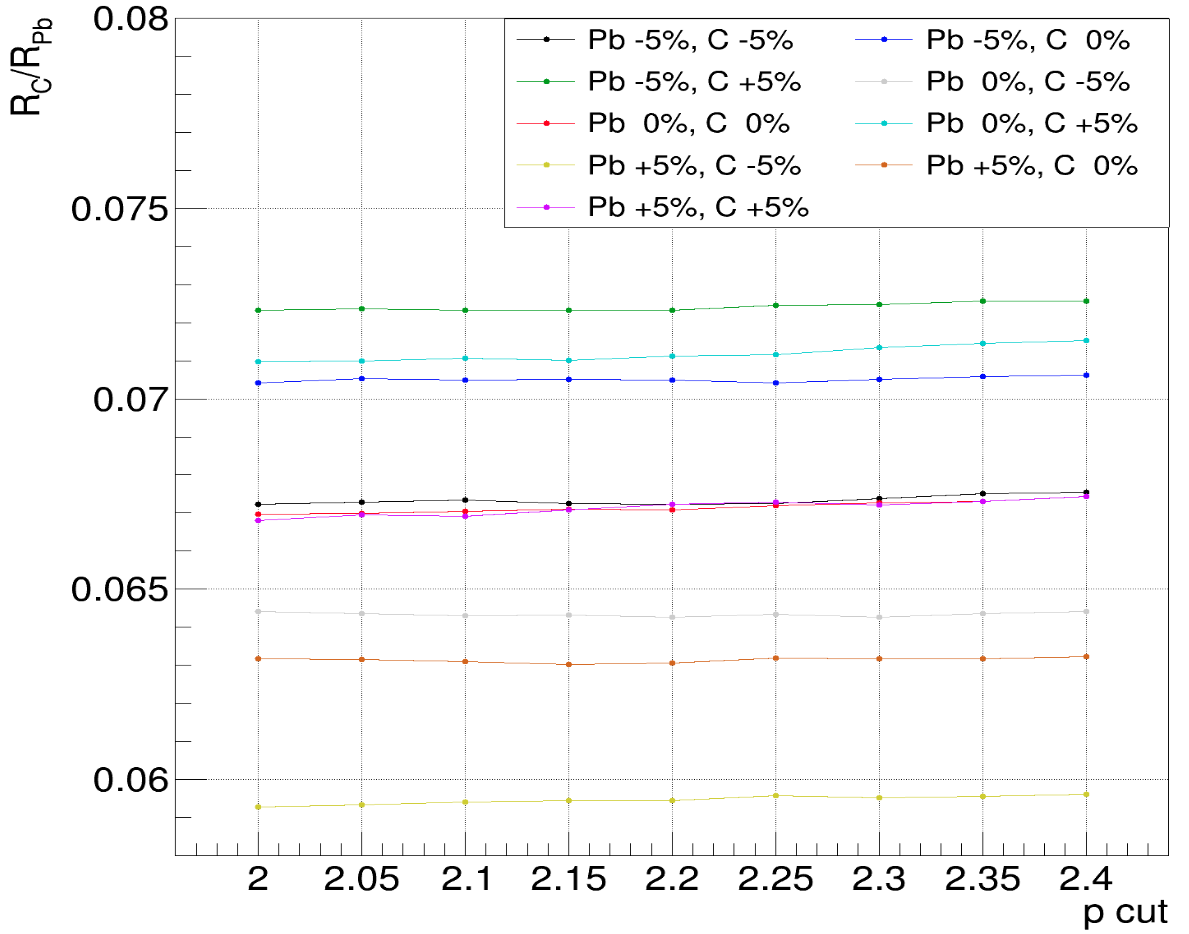 R_C/R_Pb
0.08
0.075
0.07
0.065
0.06
Pb -5%, C -5%
Pb -5%, C  0%
Pb -5%, C +5%
Pb  0%, C -5%
Pb  0%, C  0%
Pb  0%, C +5%
Pb +5%, C -5%
Pb +5%, C  0%
Pb +5%, C +5%
2 2.05 2.1 2.15 2.2 2.25 2.3 2.35 2.4
p cut